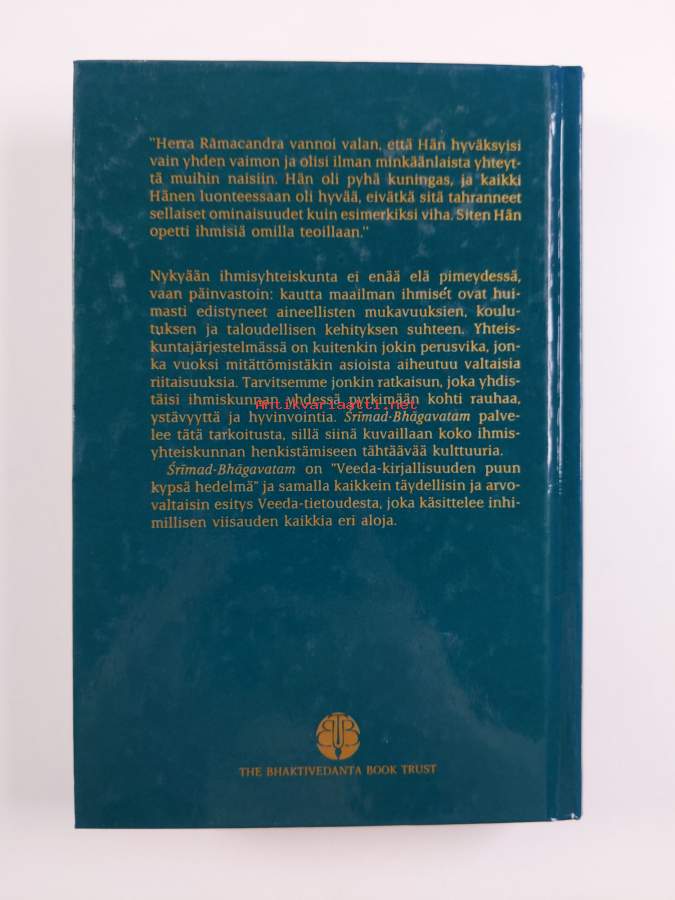 "Herra Rāmacandra vannoi valan, että Hän hyväksyisi
vain yhden vaimon ja olisi ilman minkäänlaista yhteyt-
tä muihin naisiin. Hän oli pyhä kuningas, ja kaikki
Hänen luonteessaan oli hyvää, eivätkä sitä tahranneet
sellaiset ominaisuudet kuin esimerkiksi viha. Siten Hän
opetti ihmisiä omilla teoillaan."
Nykyään ihmisyhteiskunta ei enää elä pimeydessä,
vaan päinvastoin: kautta maailman ihmiset ovat hui-
masti edistyneet aineellisten mukavuuksien, koulu-
tuksen ja taloudellisen kehityksen suhteen. Yhteis-
kuntajärjestelmässä on kuitenkin jokin perusvika, jon-
ka vuoksi mitättömistäkin asioista aiheutuu valtaisia
riitaisuuksia. Tarvitsemme jonkin ratkaisun, joka yhdis-
täisi ihmiskunnan yhdessä pyrkimään kohti rauhaa,
Antikvariaatti.net
ystävyyttä ja hyvinvointia. Śrīmad-Bhāgavatam palve-
lee tätä tarkoitusta, sillä siinä kuvaillaan koko ihmis-
yhteiskunnan henkistämiseen tähtäävää kulttuuria.
Śrīmad-Bhāgavatam on "Veeda-kirjallisuuden puun
kypsä hedelmä" ja samalla kaikkein täydellisin ja arvo-
valtaisin esitys Veeda-tietoudesta, joka käsittelee inhi-
millisen viisauden kaikkia eri aloja.
BTB
THE BHAKTIVEDANTA BOOK TRUST